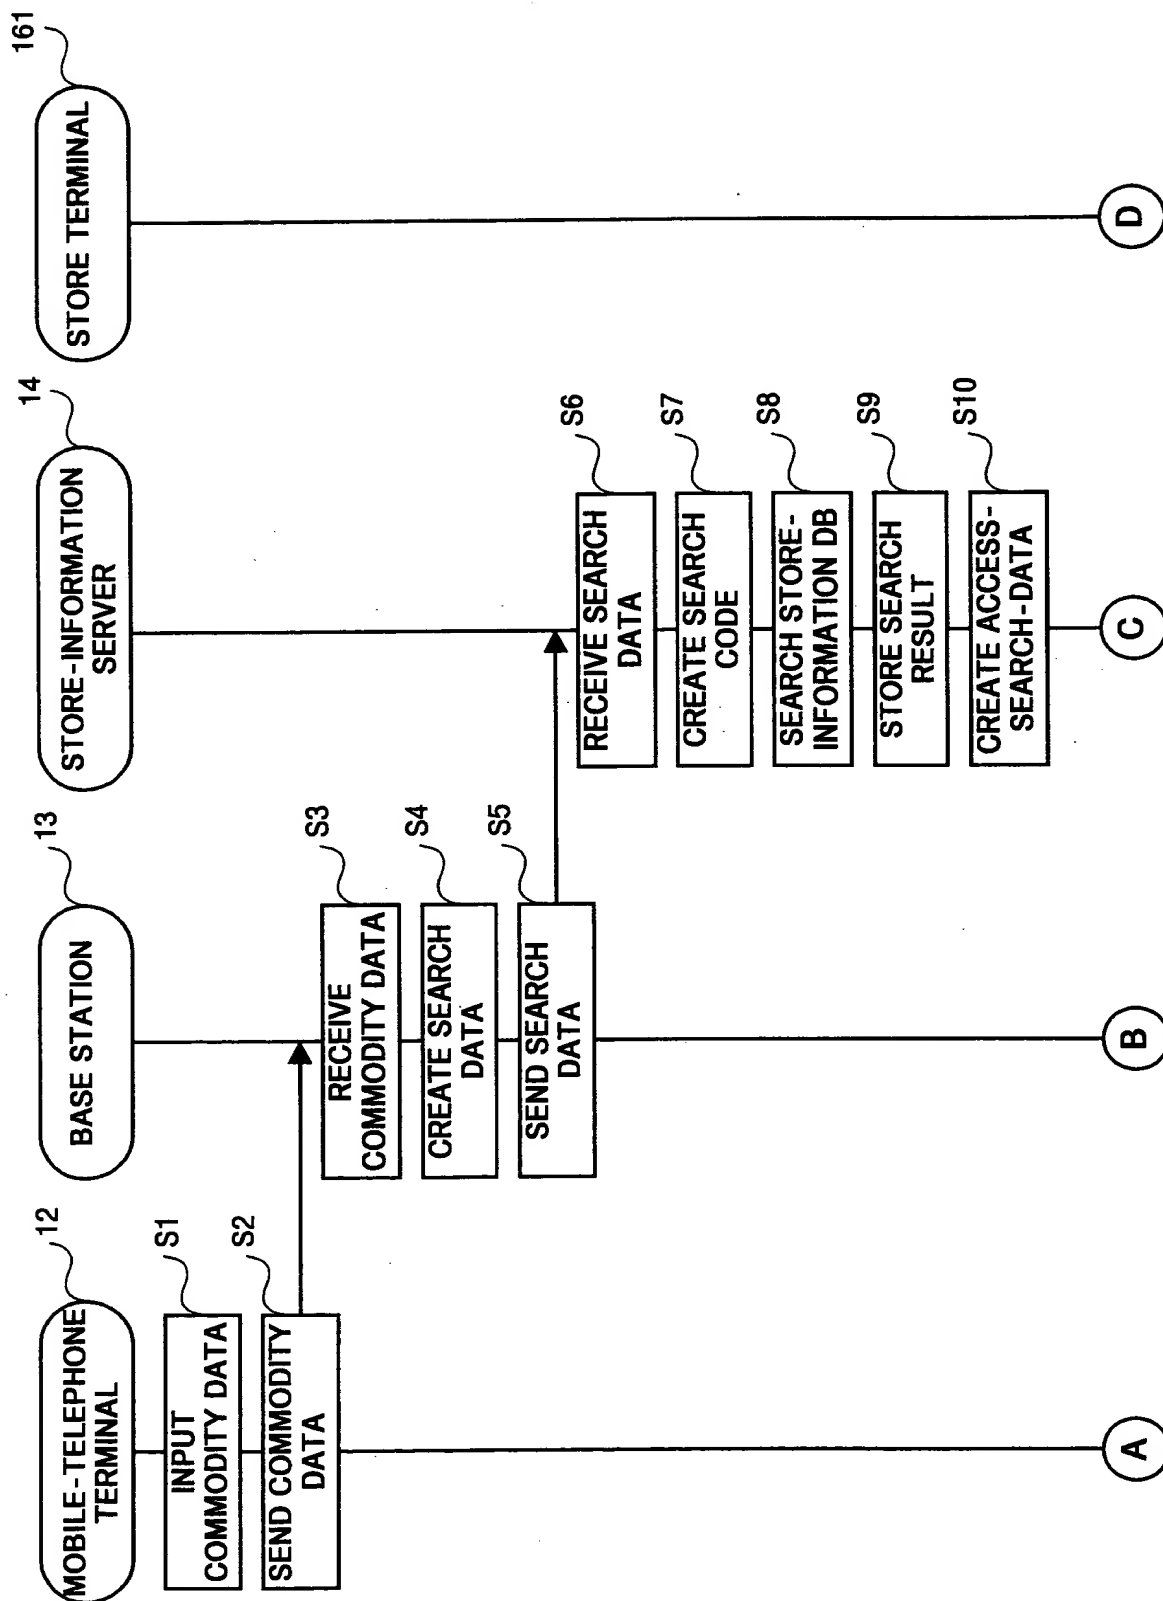 MOBILE-TELEPHONE
TERMINAL
12
INPUT
COMMODITY DATA
S1
SEND COMMODITY
DATA
S2
A
BASE STATION
13
RECEIVE
COMMODITY DATA
S3
CREATE SEARCH
DATA
S4
SEND SEARCH
DATA
S5
B
STORE-INFORMATION
SERVER
14
RECEIVE SEARCH
DATA
S6
CREATE SEARCH
CODE
S7
SEARCH STORE-
INFORMATION DB
S8
STORE SEARCH
RESULT
S9
CREATE ACCESS-
SEARCH-DATA
S10
C
STORE TERMINAL
161
D